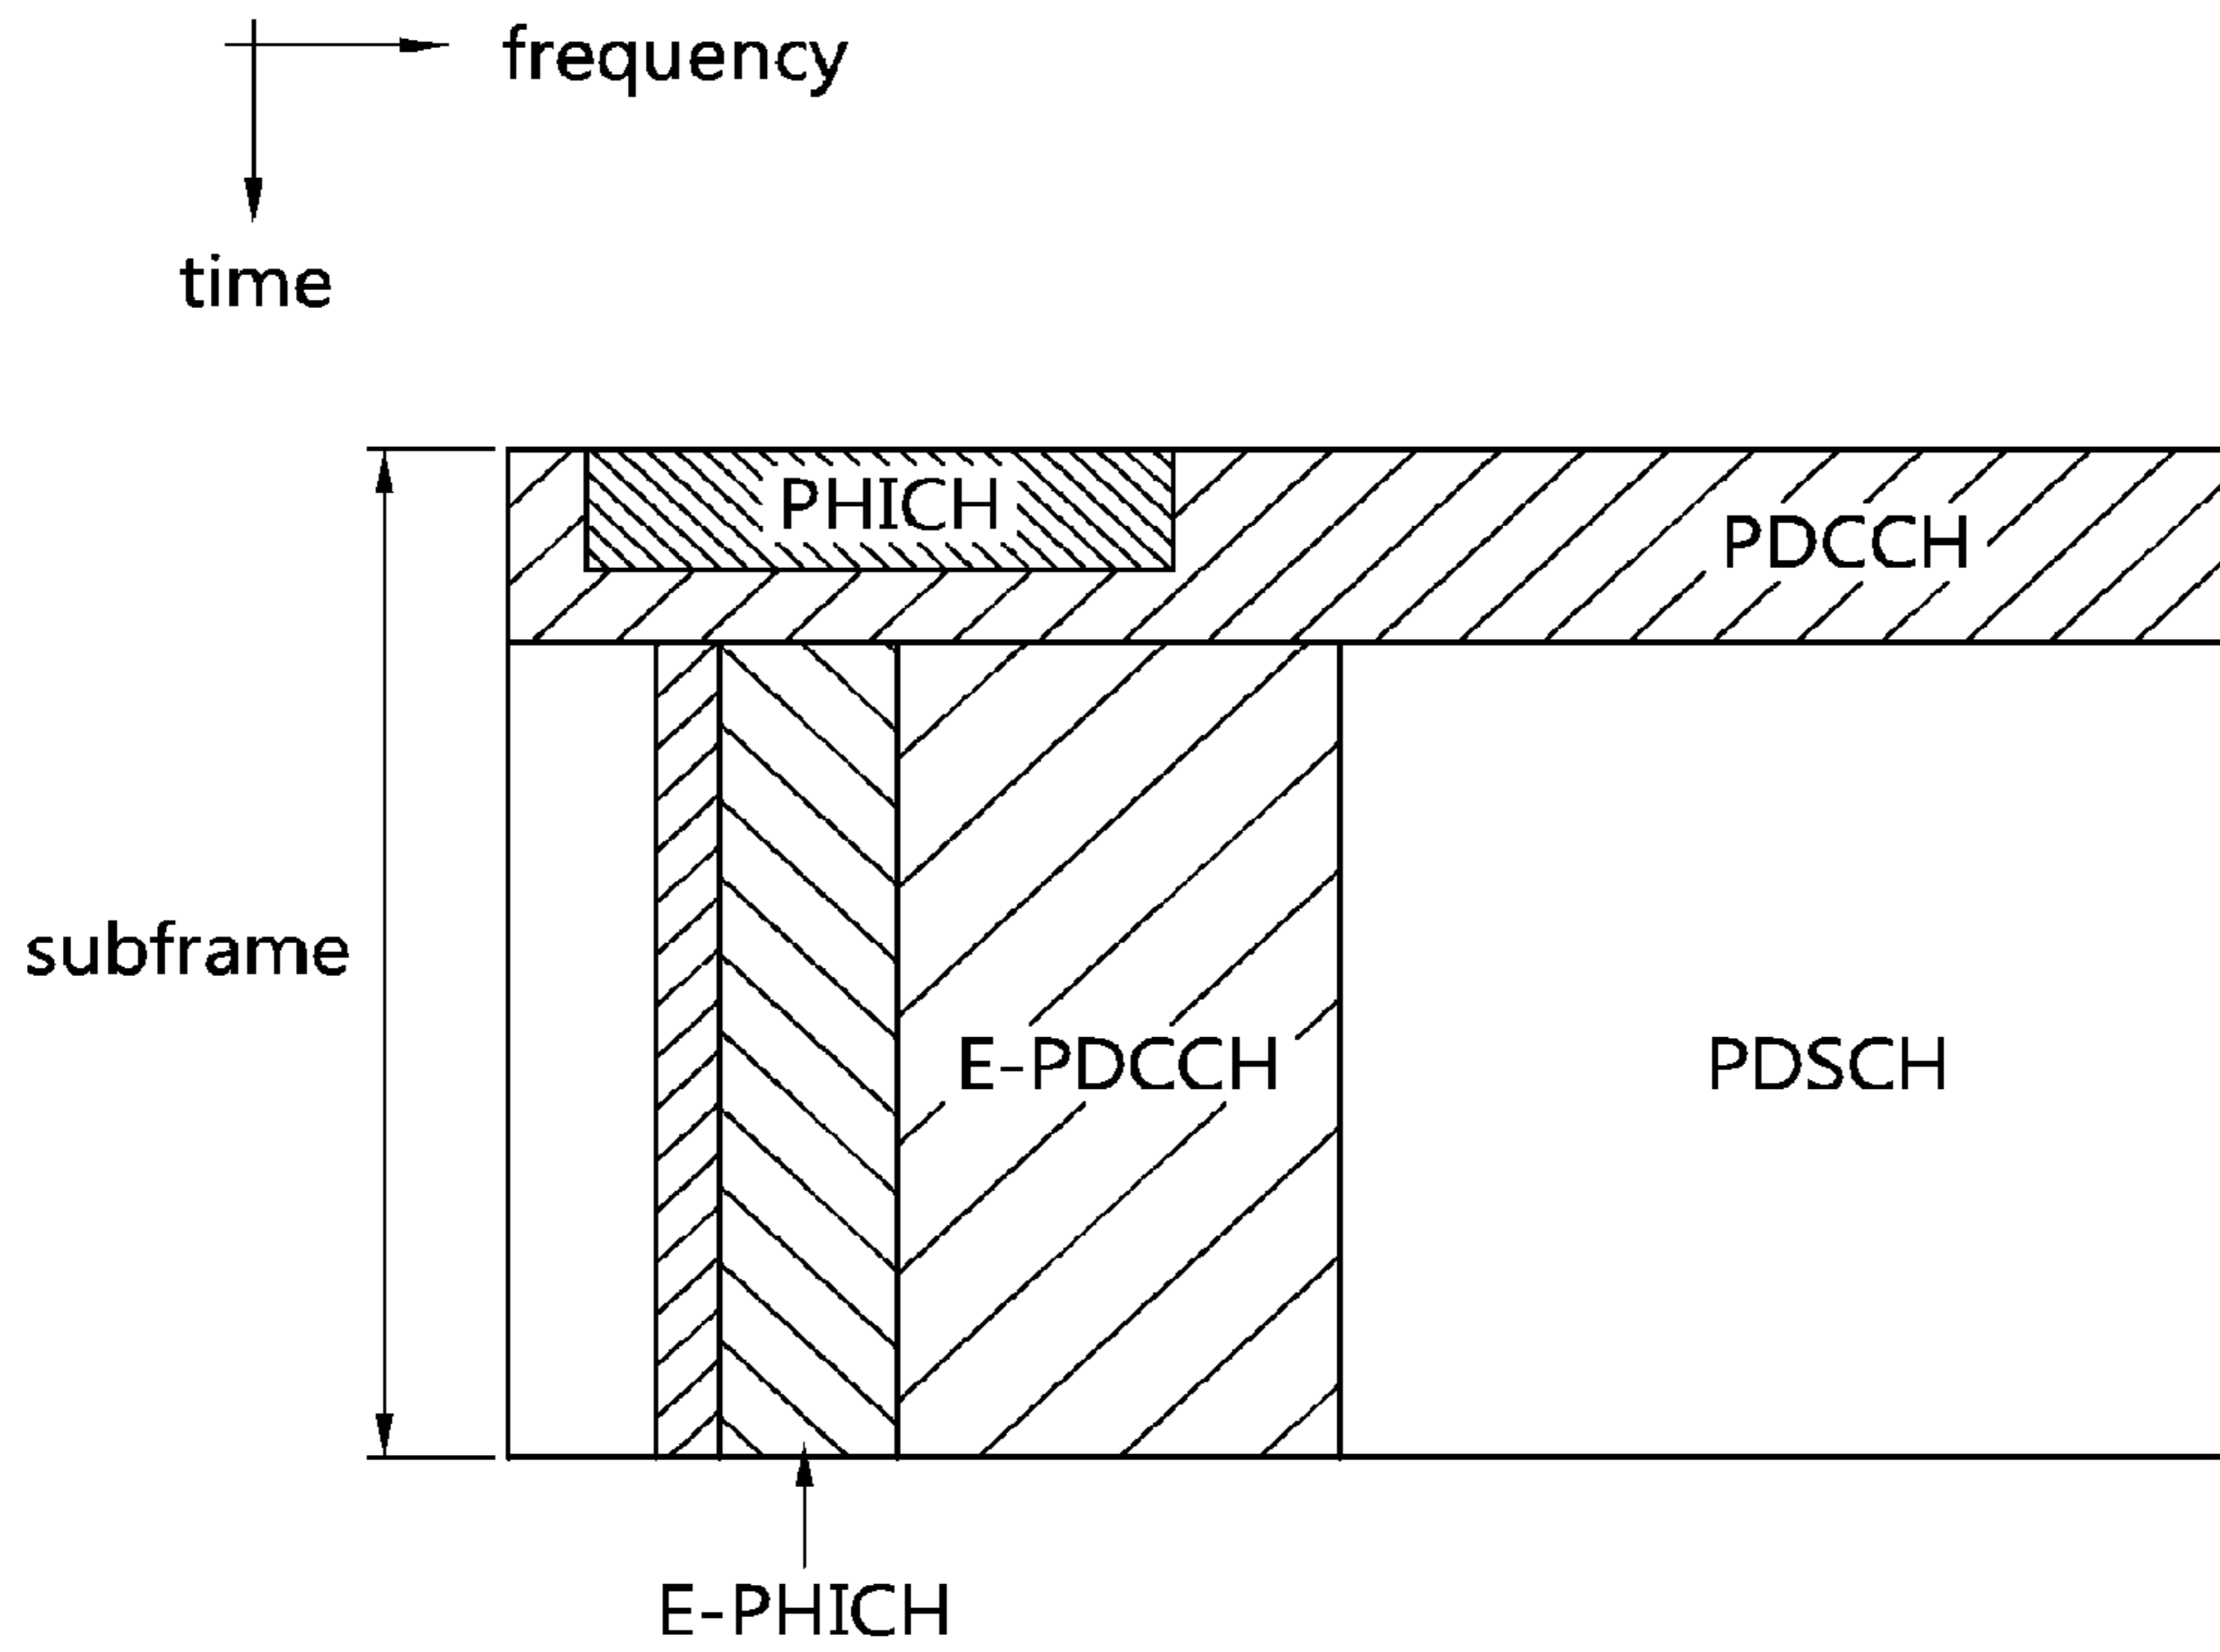 frequency
time
PHICH
PDCCH
subframe
E-PDCCH
PDSCH
E-PHICH